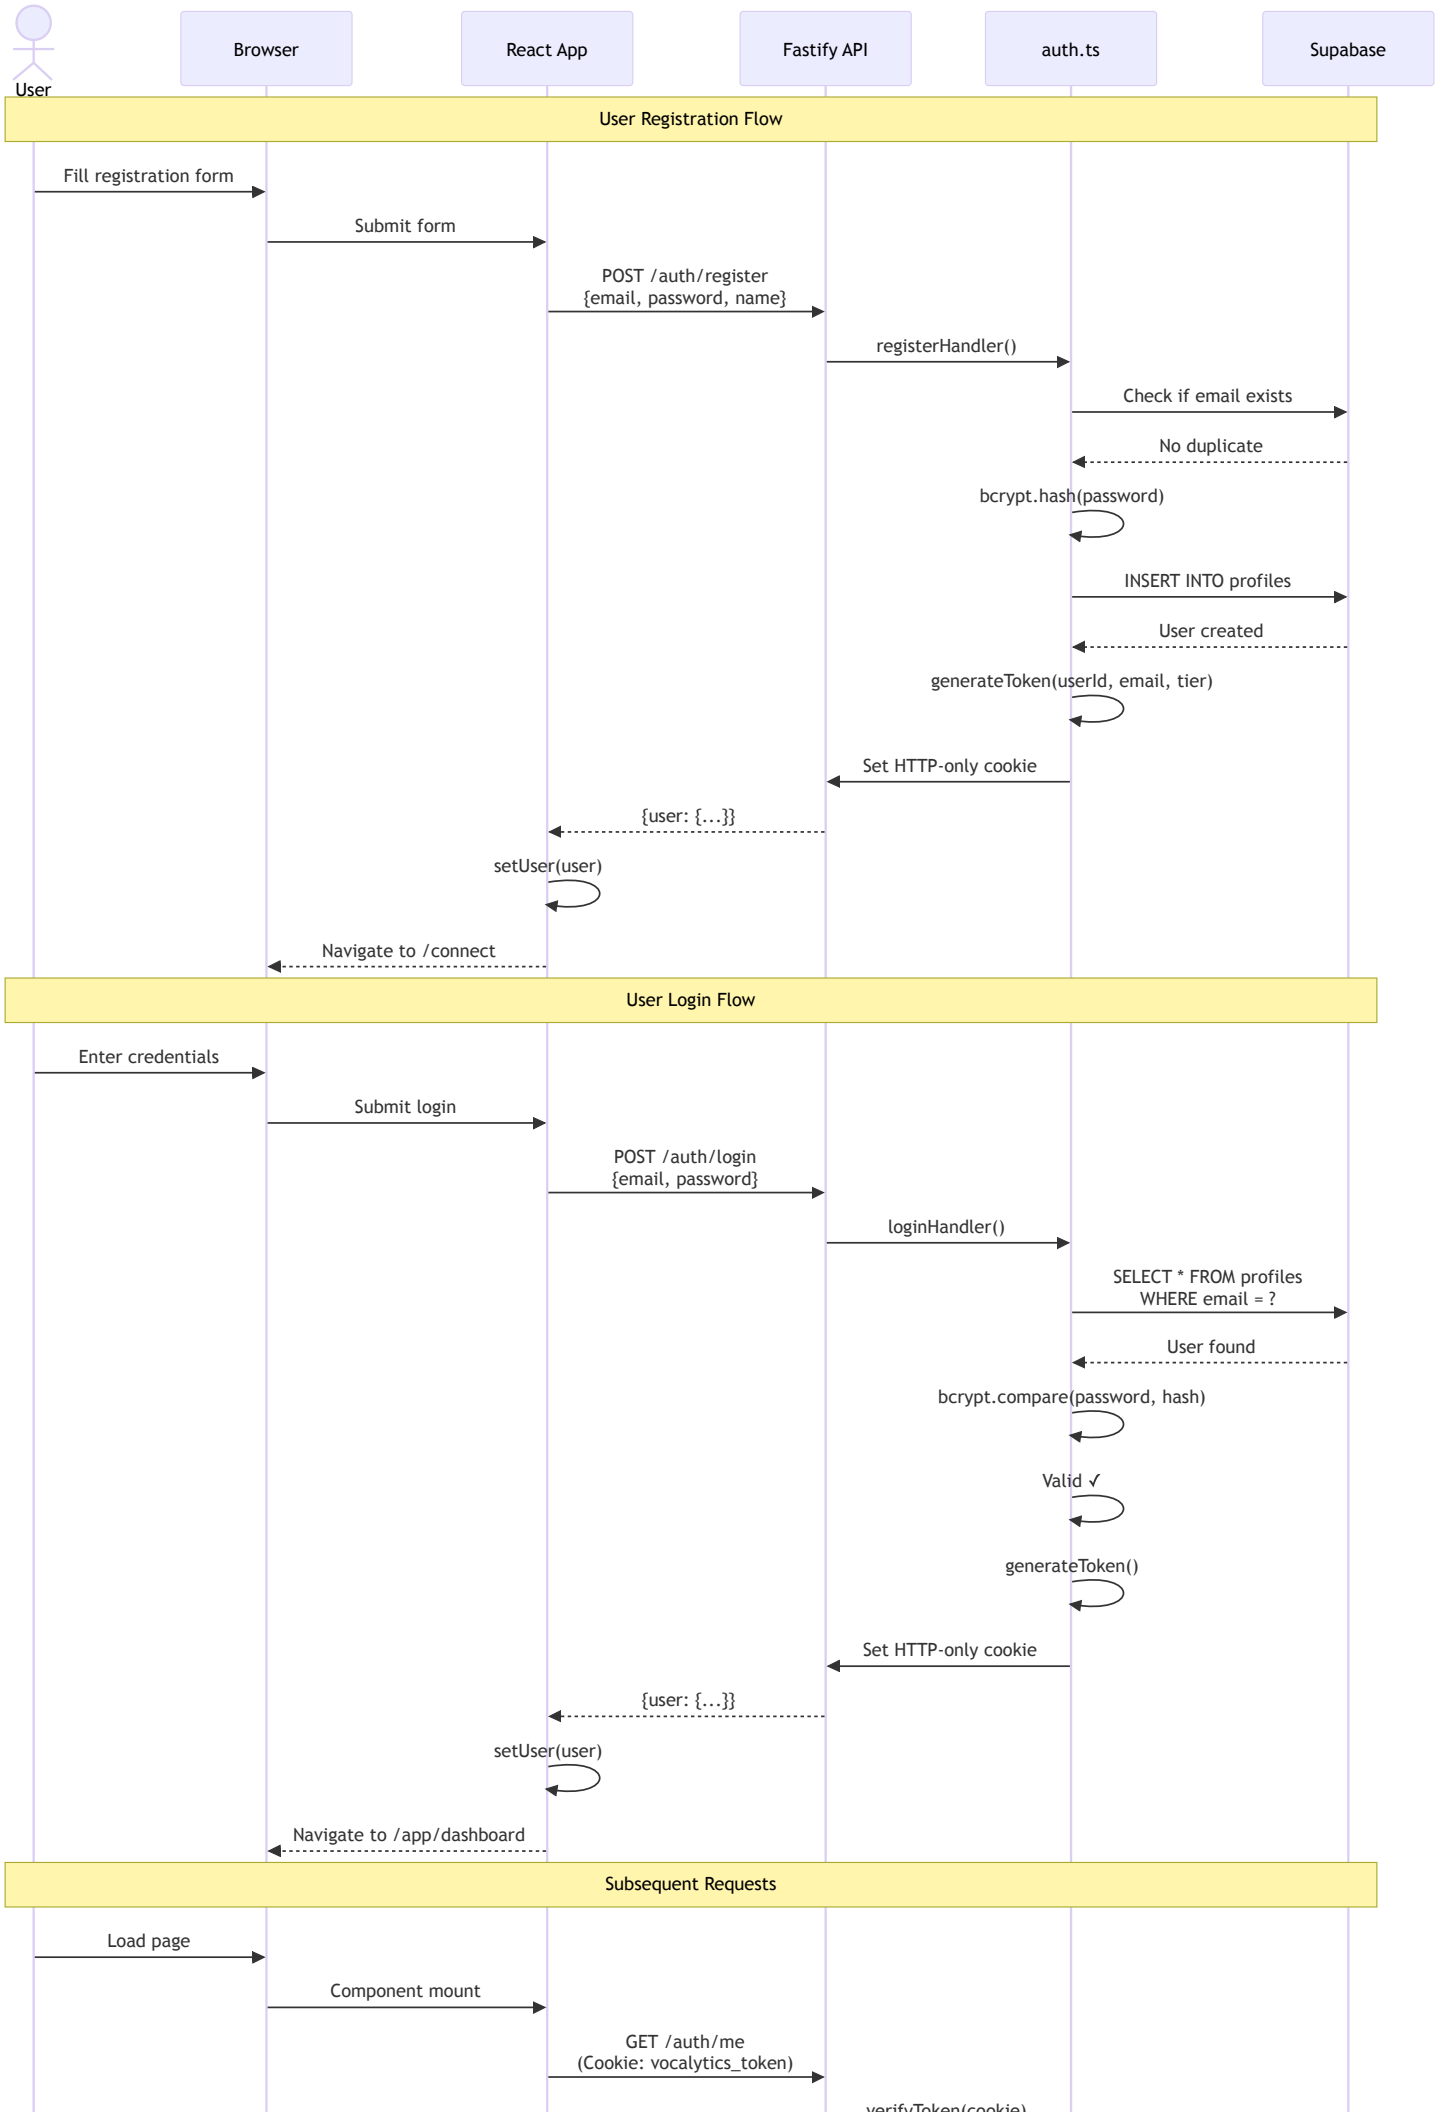 User
Browser
React App
Fastify API
auth.ts
Supabase
User Registration Flow
Fill registration form
Submit form
POST /auth/register
{email, password, name}
registerHandler()
Check if email exists
No duplicate
bcrypt.hash(password)
INSERT INTO profiles
User created
generateToken(userId, email, tier)
Set HTTP-only cookie
{user: {...}}
setUser(user)
Navigate to /connect
User Login Flow
Enter credentials
Submit login
POST /auth/login
{email, password}
loginHandler()
SELECT * FROM profiles
WHERE email = ?
User found
bcrypt.compare(password, hash)
Valid ✓
generateToken()
Set HTTP-only cookie
{user: {...}}
setUser(user)
Navigate to /app/dashboard
Subsequent Requests
Load page
Component mount
GET /auth/me
(Cookie: vocalytics_token)
verifyToken(cookie)